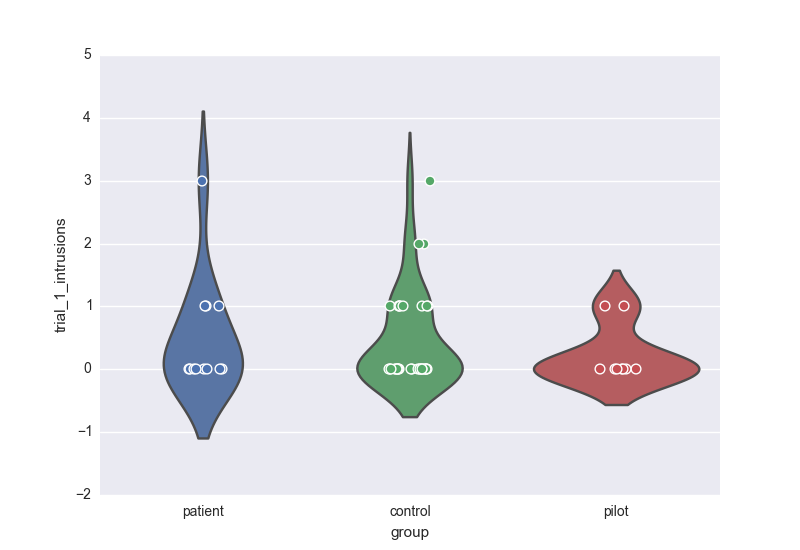 5
4
3
2
1
0
−1
−2
trial_1_intrusions
patient
control
pilot
group